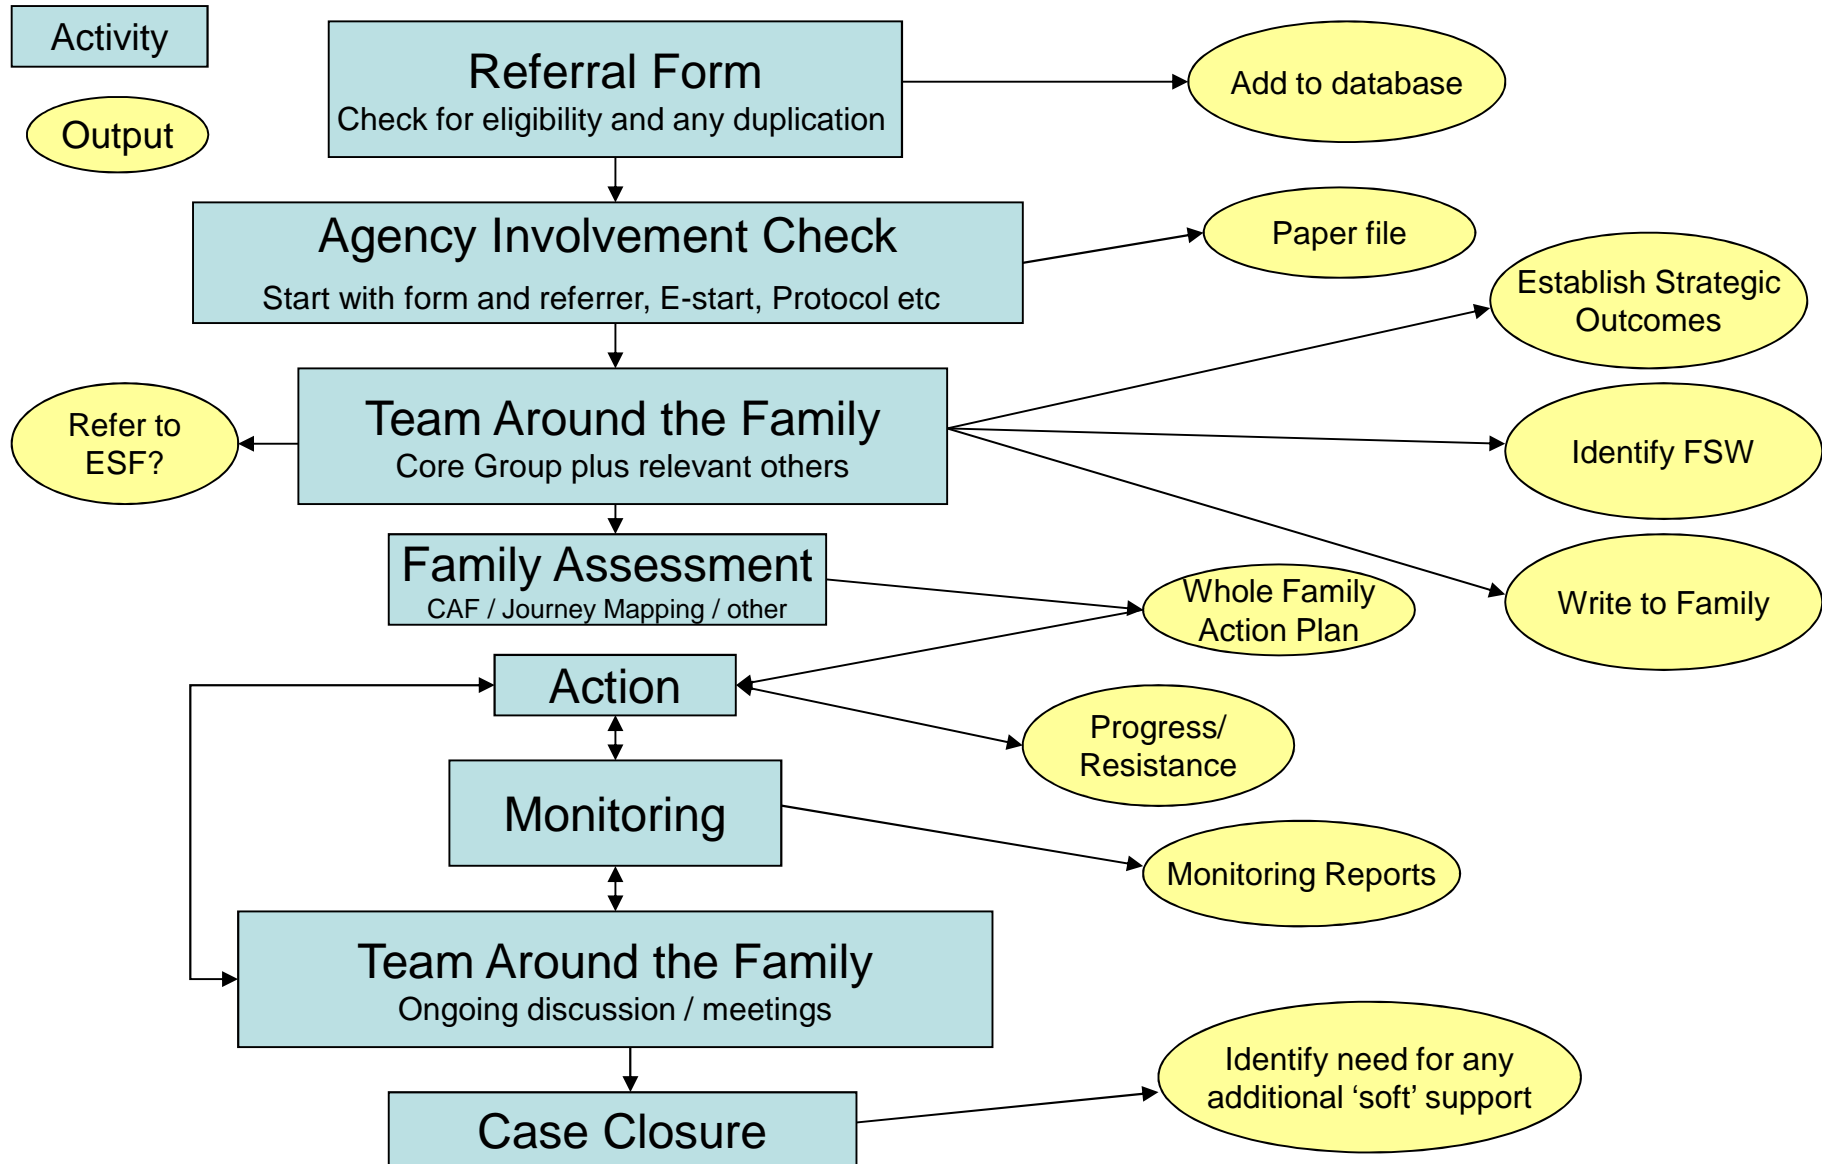 Activity
Output
Referral Form
Check for eligibility and any duplication
Add to database
Agency Involvement Check
Start with form and referrer, E-start, Protocol etc
Paper file
Establish Strategic
Outcomes
Team Around the Family
Core Group plus relevant others
Refer to
ESF?
Identify FSW
Write to Family
Family Assessment
CAF / Journey Mapping / other
Whole Family
Action Plan
Action
Progress/
Resistance
Monitoring
Monitoring Reports
Team Around the Family
Ongoing discussion / meetings
Case Closure
Identify need for any
additional ‘soft’ support